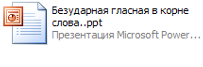 Безударная гласная в корне
слова..ppt
Презентация Microsoft Power...